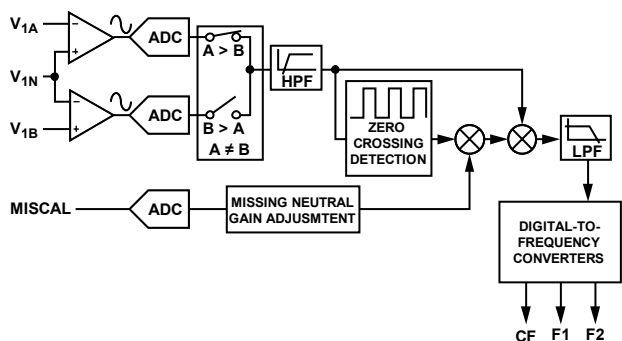 V1A
− 
+
ADC
A > B
V1N
HPF
−
+
ADC
B > A
V1B
A ≠ B
ZERO
CROSSING
DETECTION
LPF
MISCAL
ADC
MISSING NEUTRAL
GAIN ADJUSMTENT
DIGITAL-TO-
FREQUENCY
CONVERTERS
CF F1 F2